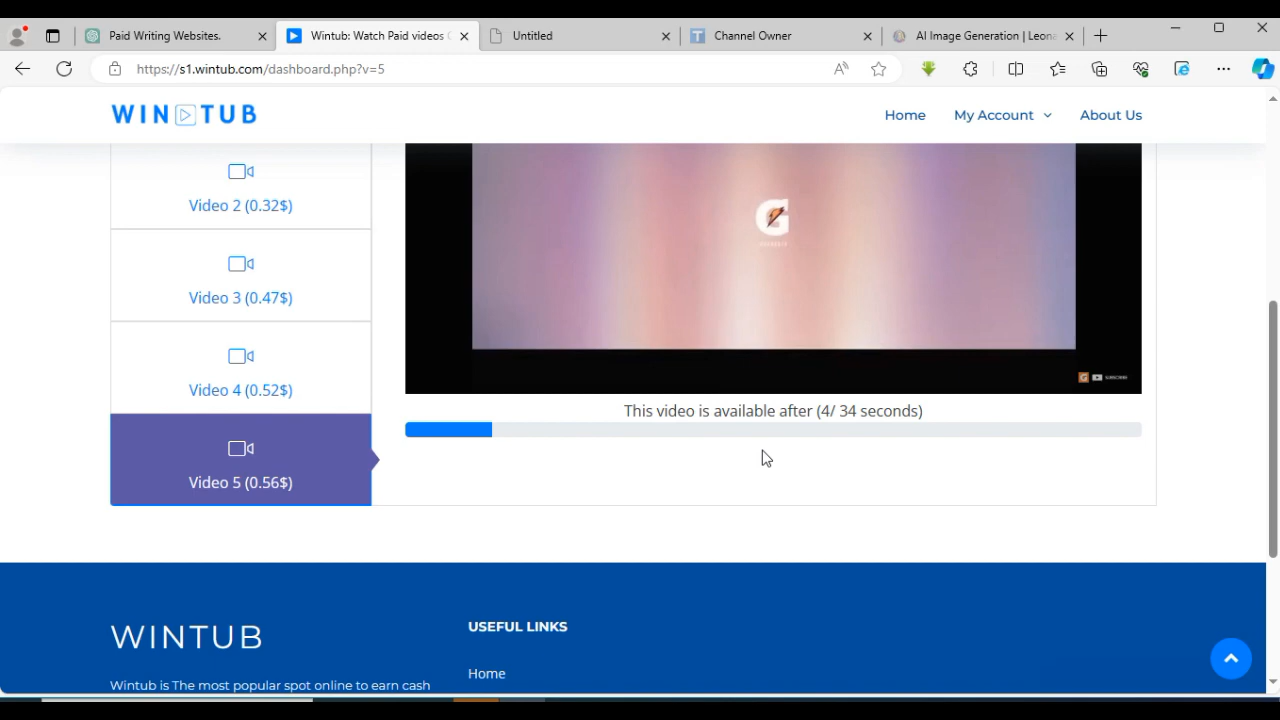 Paid Writing Websites.
Wintub: Watch Paid videos
Untitled
Channel Owner
AI Image Generation | Leona
https://s1.wintub.com/dashboard.php?v=5
WIN TUB
Home
My Account
About Us
Video 2 (0.32$)
Video 3 (0.47$)
Video 4 (0.52$)
Video 5 (0.56$)
G
SUBSCRIBE
This video is available after (4/ 34 seconds)
WINTUB
Wintub is The most popular spot online to earn cash
USEFUL LINKS
Home